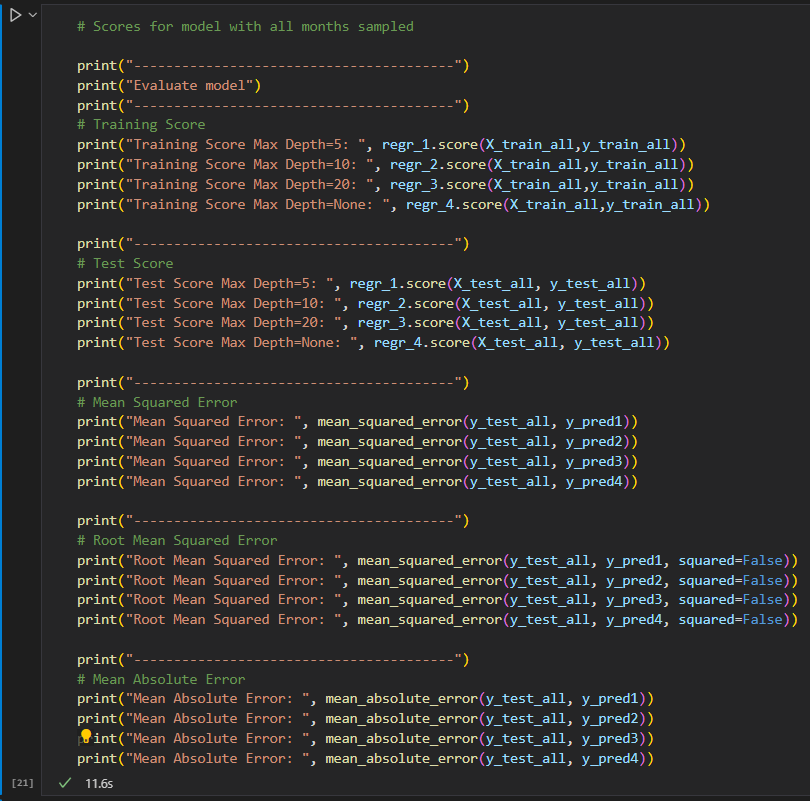 # Scores for model with all months sampled
print("----------------------------------------")
print("Evaluate model")
print("----------------------------------------")
# Training Score
print("Training Score Max Depth=5: ", regr_1.score(X_train_all,y_train_all))
print("Training Score Max Depth=10: ", regr_2.score(X_train_all,y_train_all))
print("Training Score Max Depth=20: ", regr_3.score(X_train_all,y_train_all))
print("Training Score Max Depth=None: ", regr_4.score(X_train_all,y_train_all))
print("----------------------------------------")
# Test Score
print("Test Score Max Depth=5: ", regr_1.score(X_test_all, y_test_all))
print("Test Score Max Depth=10: ", regr_2.score(X_test_all, y_test_all))
print("Test Score Max Depth=20: ", regr_3.score(X_test_all, y_test_all))
print("Test Score Max Depth=None: ", regr_4.score(X_test_all, y_test_all))
print("----------------------------------------")
# Mean Squared Error
print("Mean Squared Error: ", mean_squared_error(y_test_all, y_pred1))
print("Mean Squared Error: ", mean_squared_error(y_test_all, y_pred2))
print("Mean Squared Error: ", mean_squared_error(y_test_all, y_pred3))
print("Mean Squared Error: ", mean_squared_error(y_test_all, y_pred4))
print("----------------------------------------")
# Root Mean Squared Error
print("Root Mean Squared Error: ", mean_squared_error(y_test_all, y_pred1, squared=False))
print("Root Mean Squared Error: ", mean_squared_error(y_test_all, y_pred2, squared=False))
print("Root Mean Squared Error: ", mean_squared_error(y_test_all, y_pred3, squared=False))
print("Root Mean Squared Error: ", mean_squared_error(y_test_all, y_pred4, squared=False))
print("----------------------------------------")
# Mean Absolute Error
print("Mean Absolute Error: ", mean_absolute_error(y_test_all, y_pred1))
print("Mean Absolute Error: ", mean_absolute_error(y_test_all, y_pred2))
print("Mean Absolute Error: ", mean_absolute_error(y_test_all, y_pred3))
print("Mean Absolute Error: ", mean_absolute_error(y_test_all, y_pred4))
[21] 11.6s